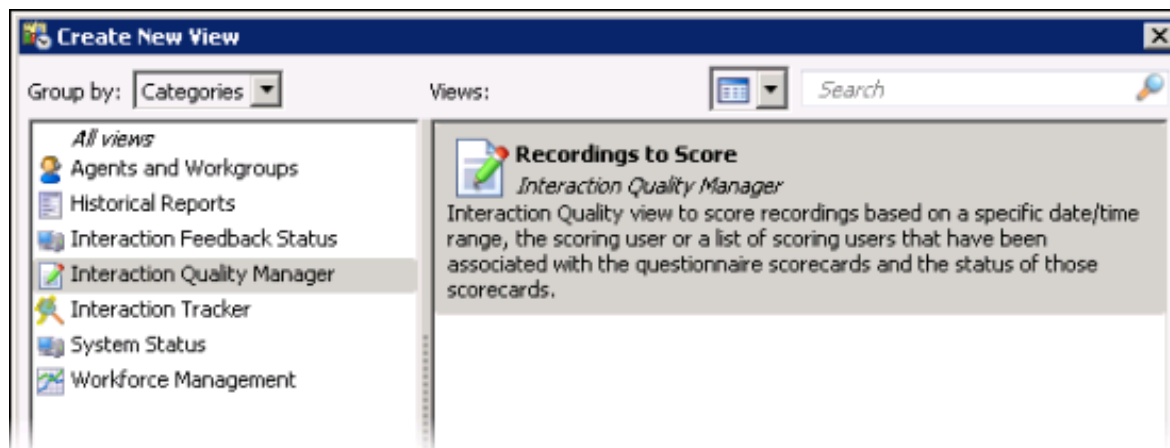 Create New View
Group by: Categories
Views:
Search
All views
Agents and Workgroups
Historical Reports
Interaction Feedback Status
Interaction Quality Manager
Interaction Tracker
System Status
Workforce Management
Recordings to Score
Interaction Quality Manager
Interaction Quality view to score recordings based on a specific date/time
range, the scoring user or a list of scoring users that have been
associated with the questionnaire scorecards and the status of those
scorecards.